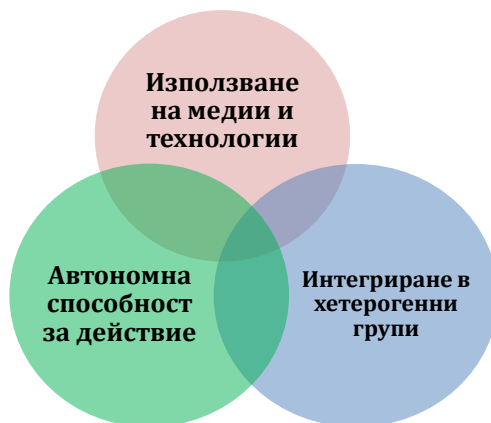 Използване
на медии и
технологии
Автономна
способност
за действие
Интегриране в
хетерогенни
групи